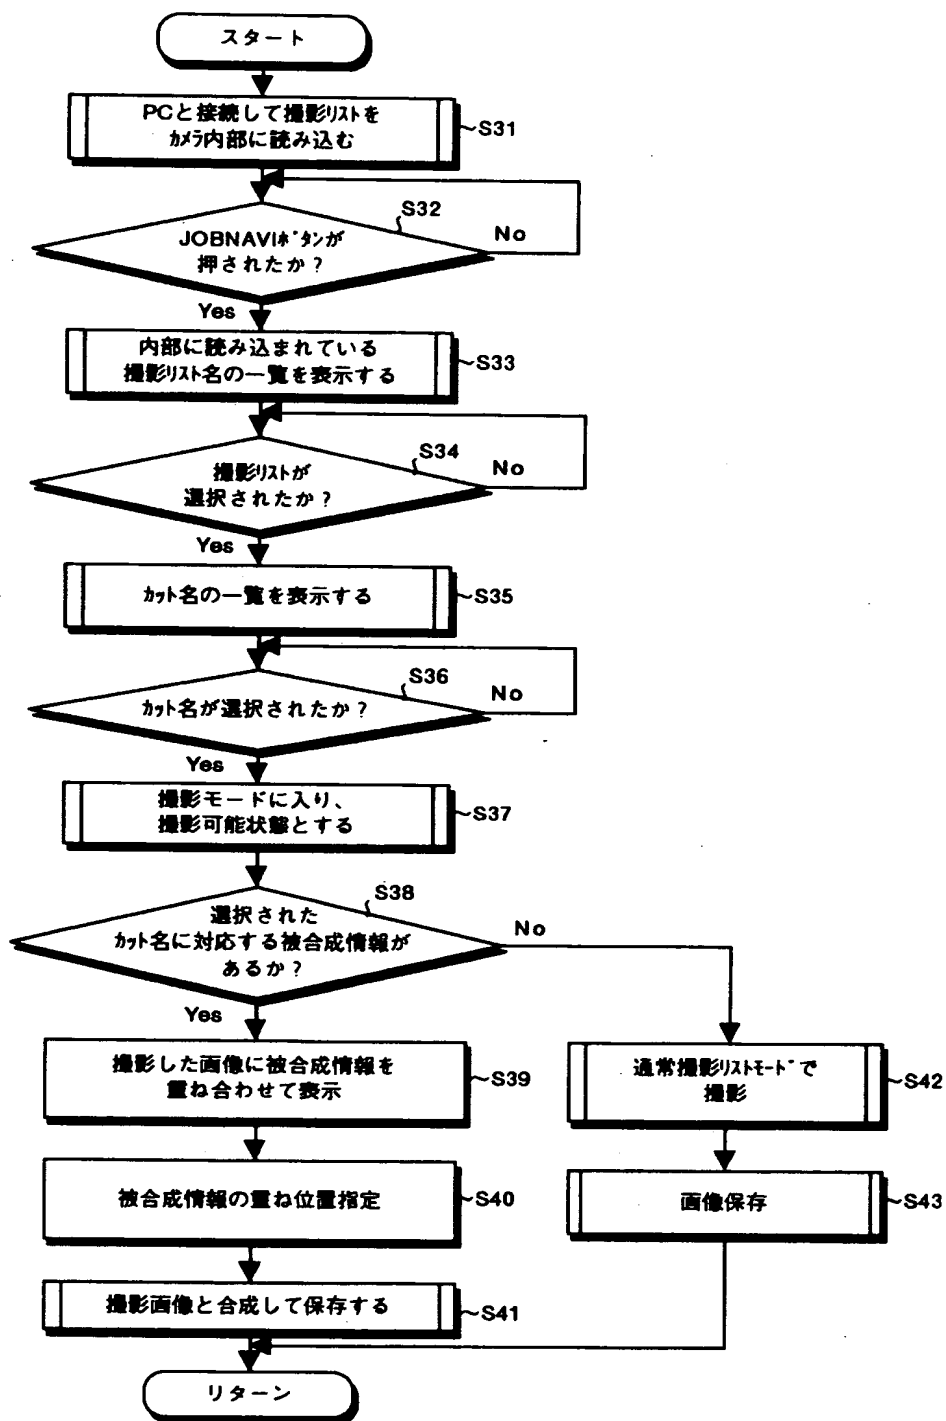 スタート
PCと接続して撮影ﾘｽﾄを
ｶﾒﾗ内部に読み込む
S31
S32
JOBNAVIﾎﾞﾀﾝが
押されたか？
No
Yes
内部に読み込まれている
撮影ﾘｽﾄ名の一覧を表示する
S33
S34
撮影ﾘｽﾄが
選択されたか？
No
Yes
ｶｯﾄ名の一覧を表示する
S35
S36
ｶｯﾄ名が選択されたか？
No
Yes
撮影モードに入り、
撮影可能状態とする
S37
S38
選択された
ｶｯﾄ名に対応する被合成情報が
あるか？
No
Yes
撮影した画像に被合成情報を
重ね合わせて表示
S39
通常撮影ﾘｽﾄﾓｰﾄﾞで
撮影
S42
被合成情報の重ね位置指定
S40
画像保存
S43
撮影画像と合成して保存する
S41
リターン